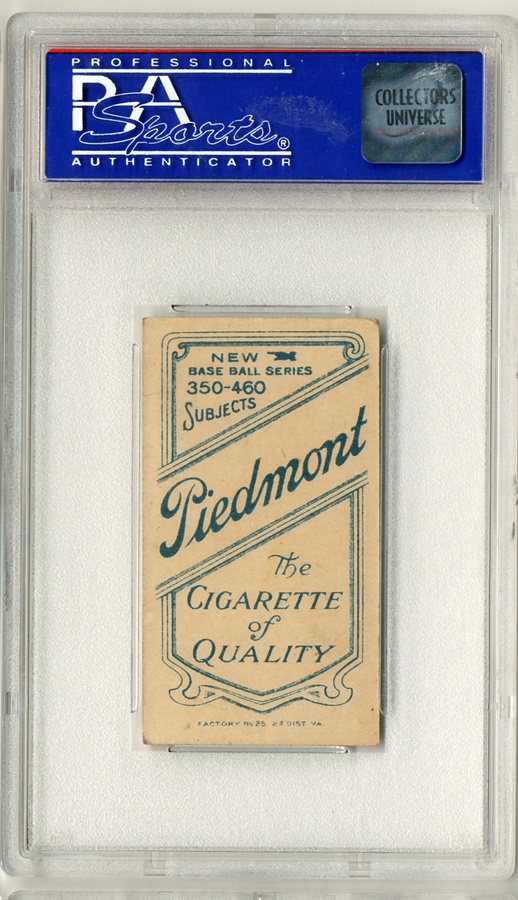 PROFESSIONAL
PSA
Sports®
AUTHENTICATOR
COLLECTORS
UNIVERSE
NEW
BASE BALL SERIES
350-460
SUBJECTS
Piedmont
The
CIGARETTE
of
QUALITY
FACTORY No 25. 2d DIST. VA.